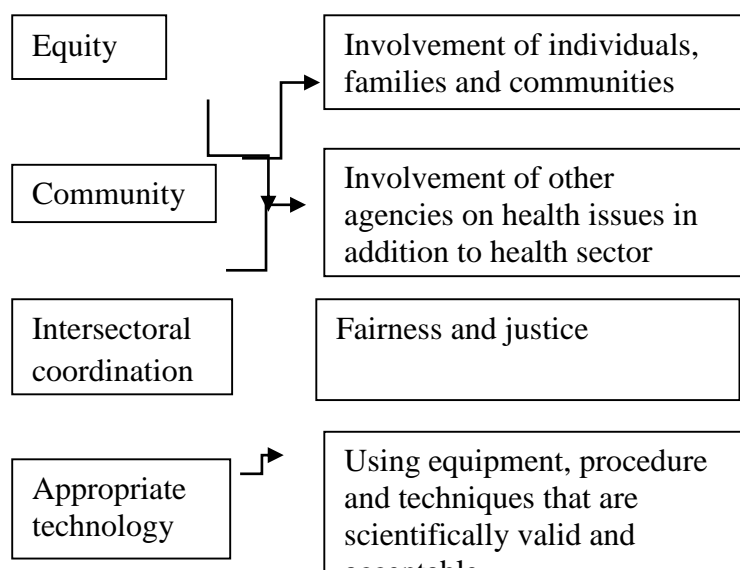 Equity
Involvement of individuals,
families and communities
Community
Involvement of other
agencies on health issues in
addition to health sector
Intersectoral
coordination
Fairness and justice
Appropriate
technology
Using equipment, procedure
and techniques that are
scientifically valid and